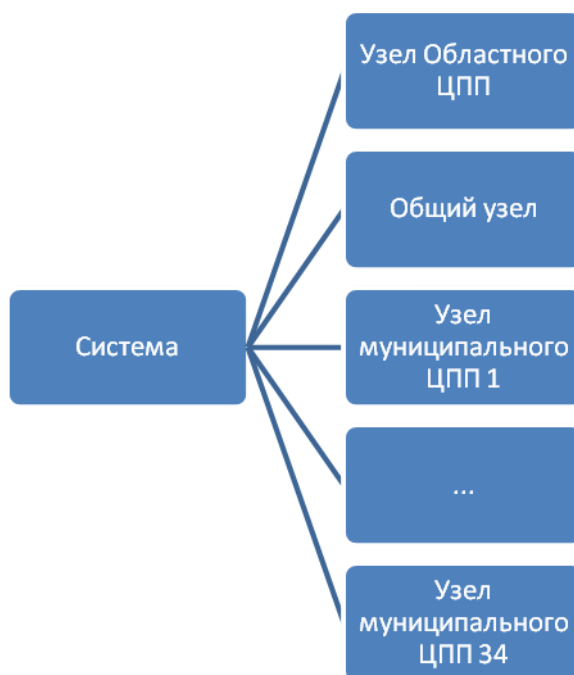 Узел Областного
ЦПП
Общий узел
Система
Узел
муниципального
ЦПП 1
...
Узел
муниципального
ЦПП 34